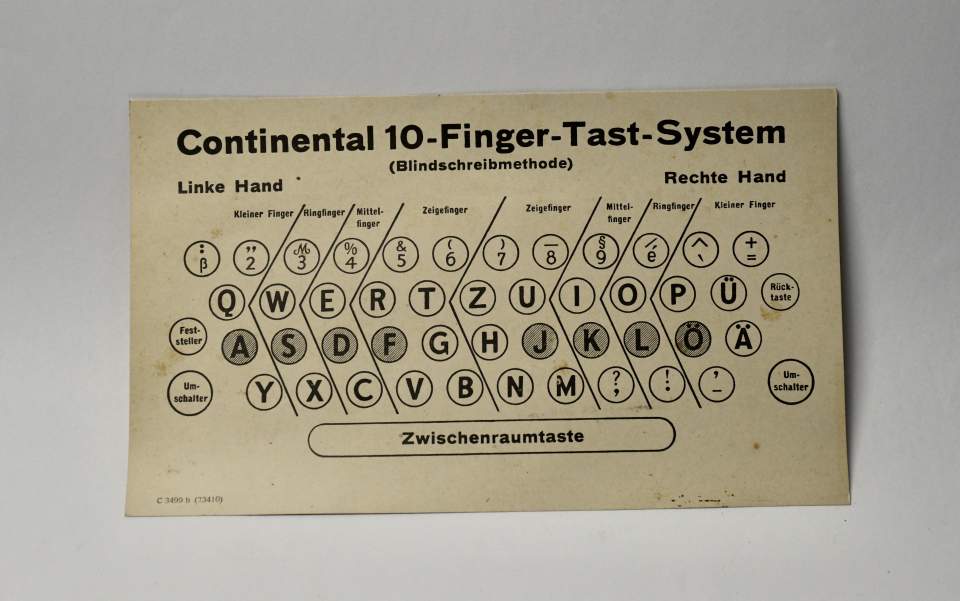 Continental 10-Finger-Tast-System
(Blindschreibmethode)
Linke Hand Rechte Hand
Kleiner Finger Ringfinger Mittel-finger Zeigefinger Zeigefinger Mittel-finger Ringfinger Kleiner Finger
: ” ℳ % & ( ) _ § ´ ^ +
β 2 3 4 5 6 7 8 9 é ` =
Q W E R T Z U I O P Ü Rück-taste
Fest-steller A S D F G H J K L Ö Ä
Um-schalter Y X C V B N M ? ! ' Um-schalter
; . –
Zwischenraumtaste
C 3499 h (23410)